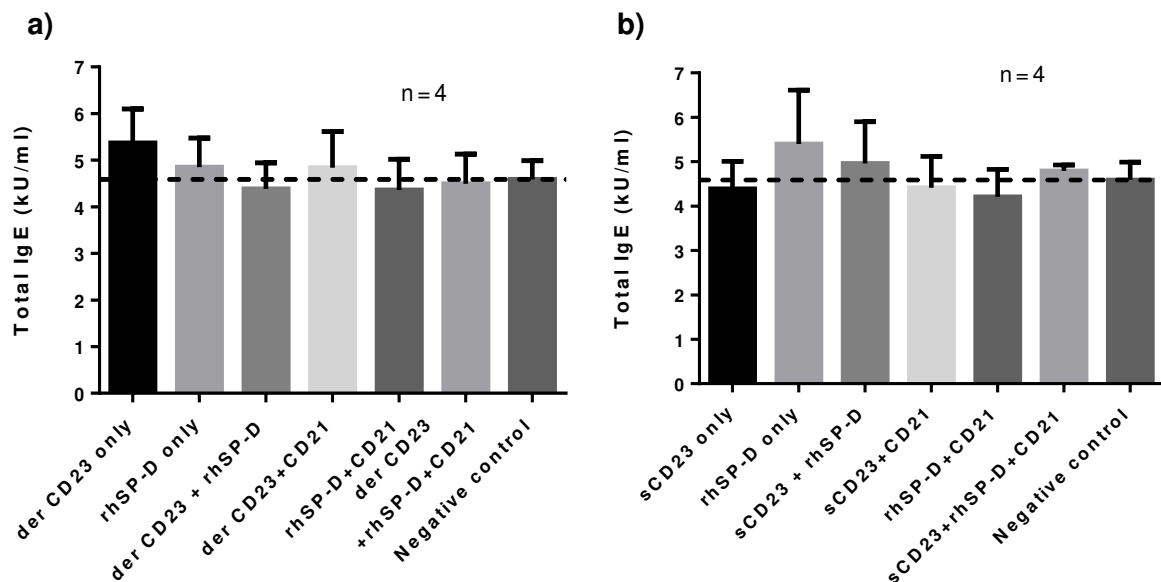 a)
n=4
Total IgE (kU/ml)
7
6
5
4
3
2
1
0
der CD23 only
rhSP-D only
der CD23 + rhSP-D
der CD23+CD21
rhSP-D+CD21
der CD23
+rhSP-D+CD21
Negative control
b)
n=4
Total IgE (kU/ml)
7
6
5
4
3
2
1
0
sCD23 only
rhSP-D only
sCD23 + rhSP-D
sCD23+CD21
rhSP-D+CD21
sCD23+rhSP-D+CD21
Negative control